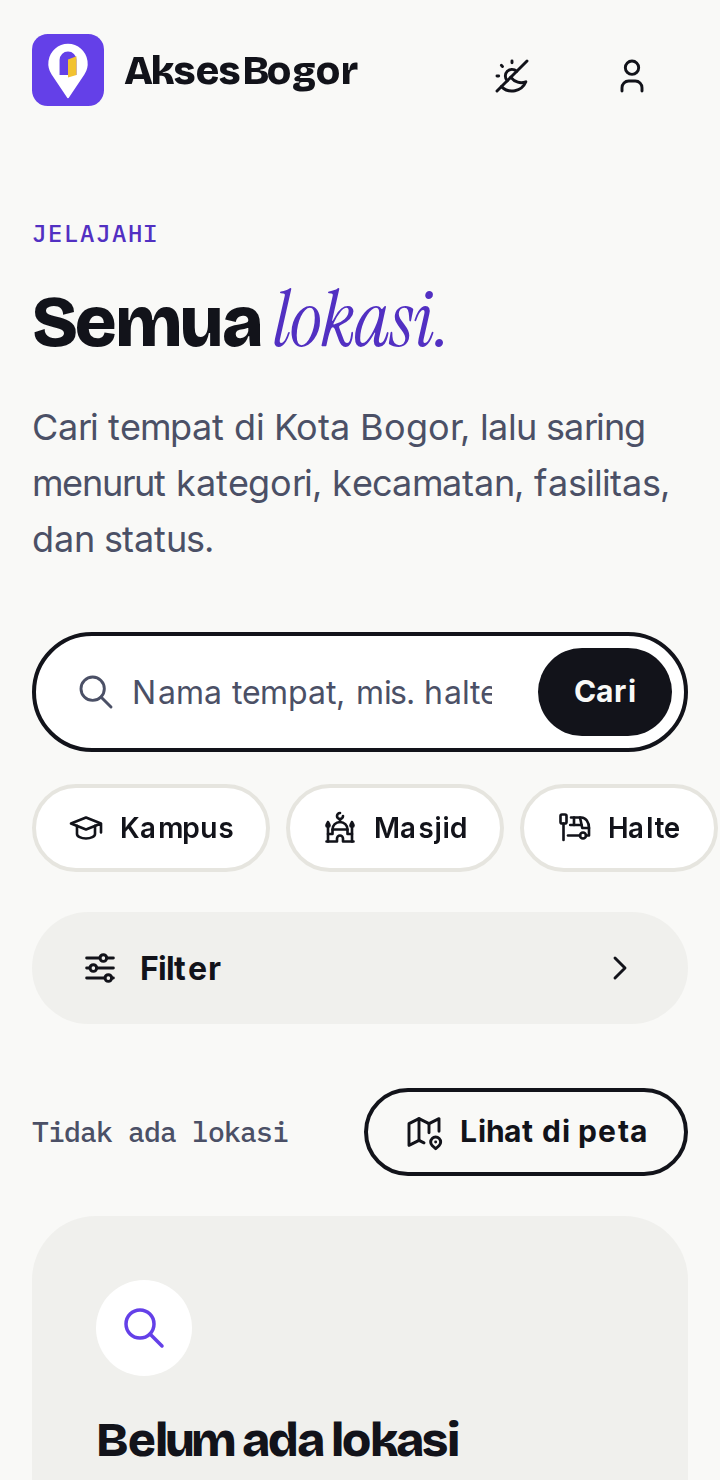 AksesBogor
JELAJAHI
Semua lokasi.
Cari tempat di Kota Bogor, lalu saring
menurut kategori, kecamatan, fasilitas,
dan status.
Nama tempat, mis. halte
Cari
Kampus
Masjid
Halte
Filter
Tidak ada lokasi
Lihat di peta
Belum ada lokasi